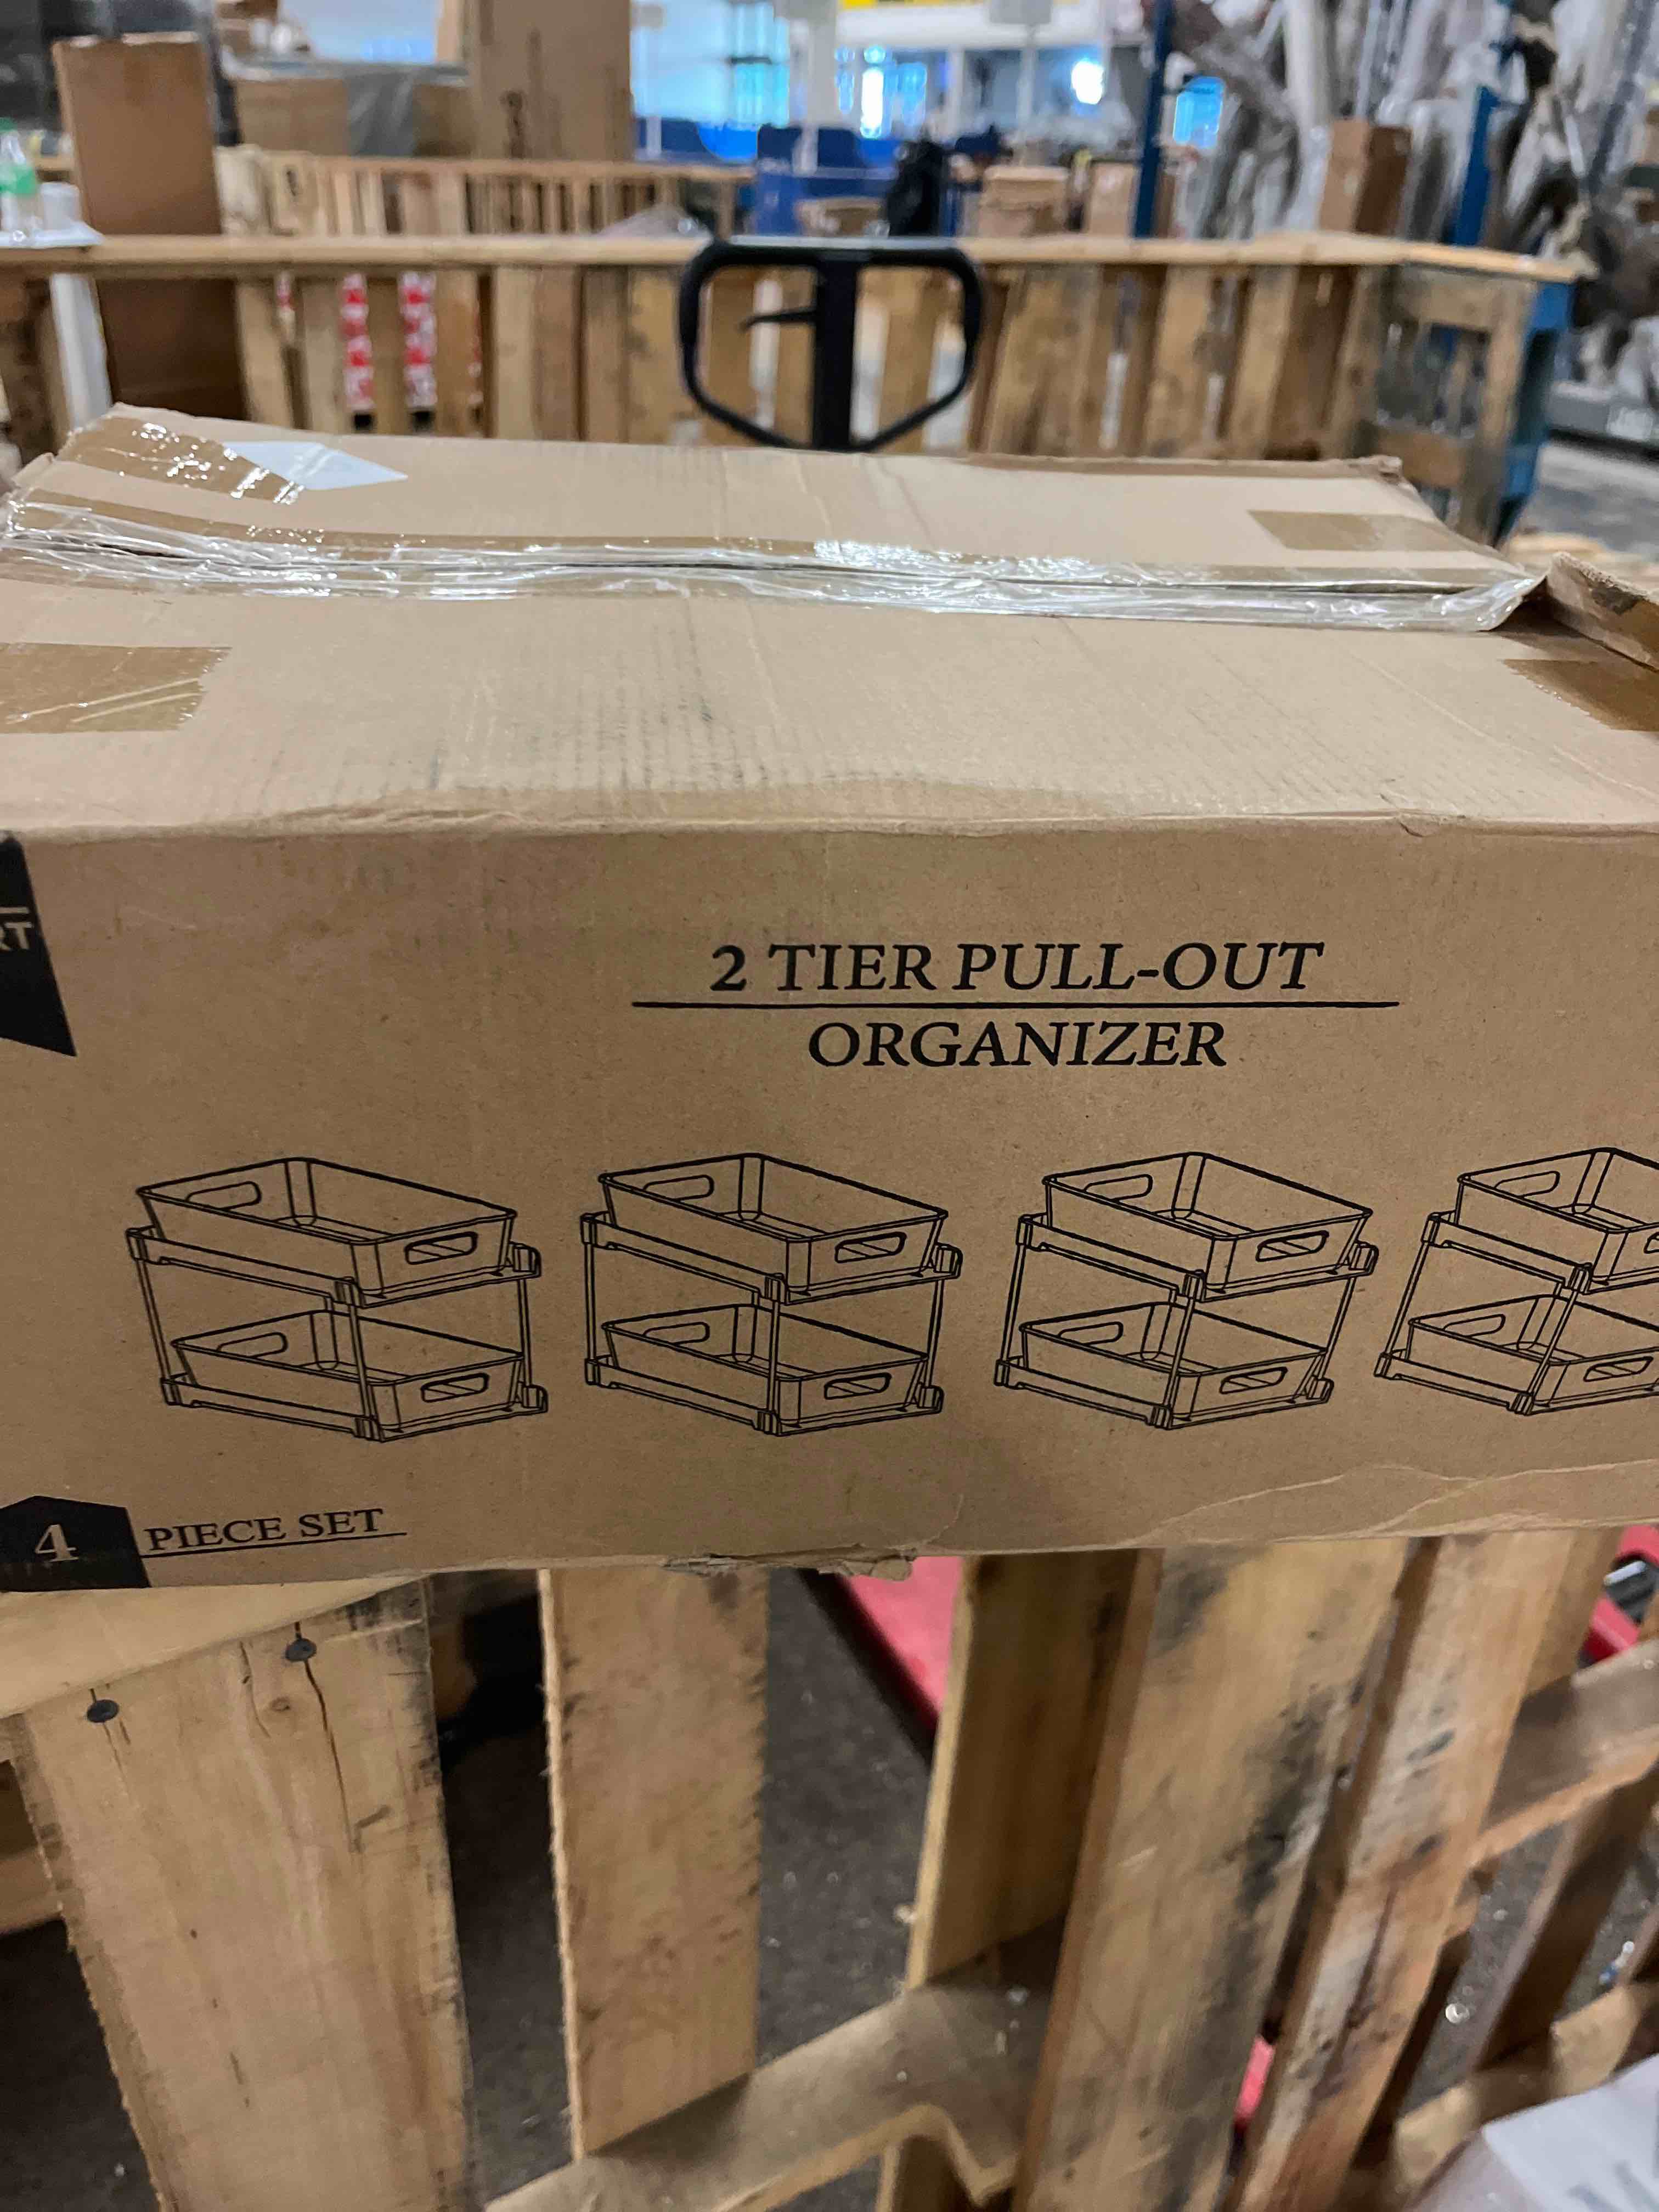 2 TIER PULL-OUT
ORGANIZER
4 PIECE SET